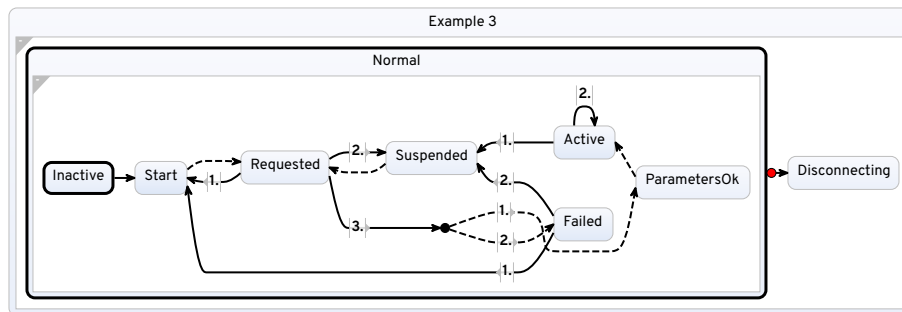 Example 3
Normal
2.
1.
Active
2.
Suspended
Requested
Inactive
Start
1.
2.
ParametersOk
Disconnecting
1.
3.
2.
Failed
1.